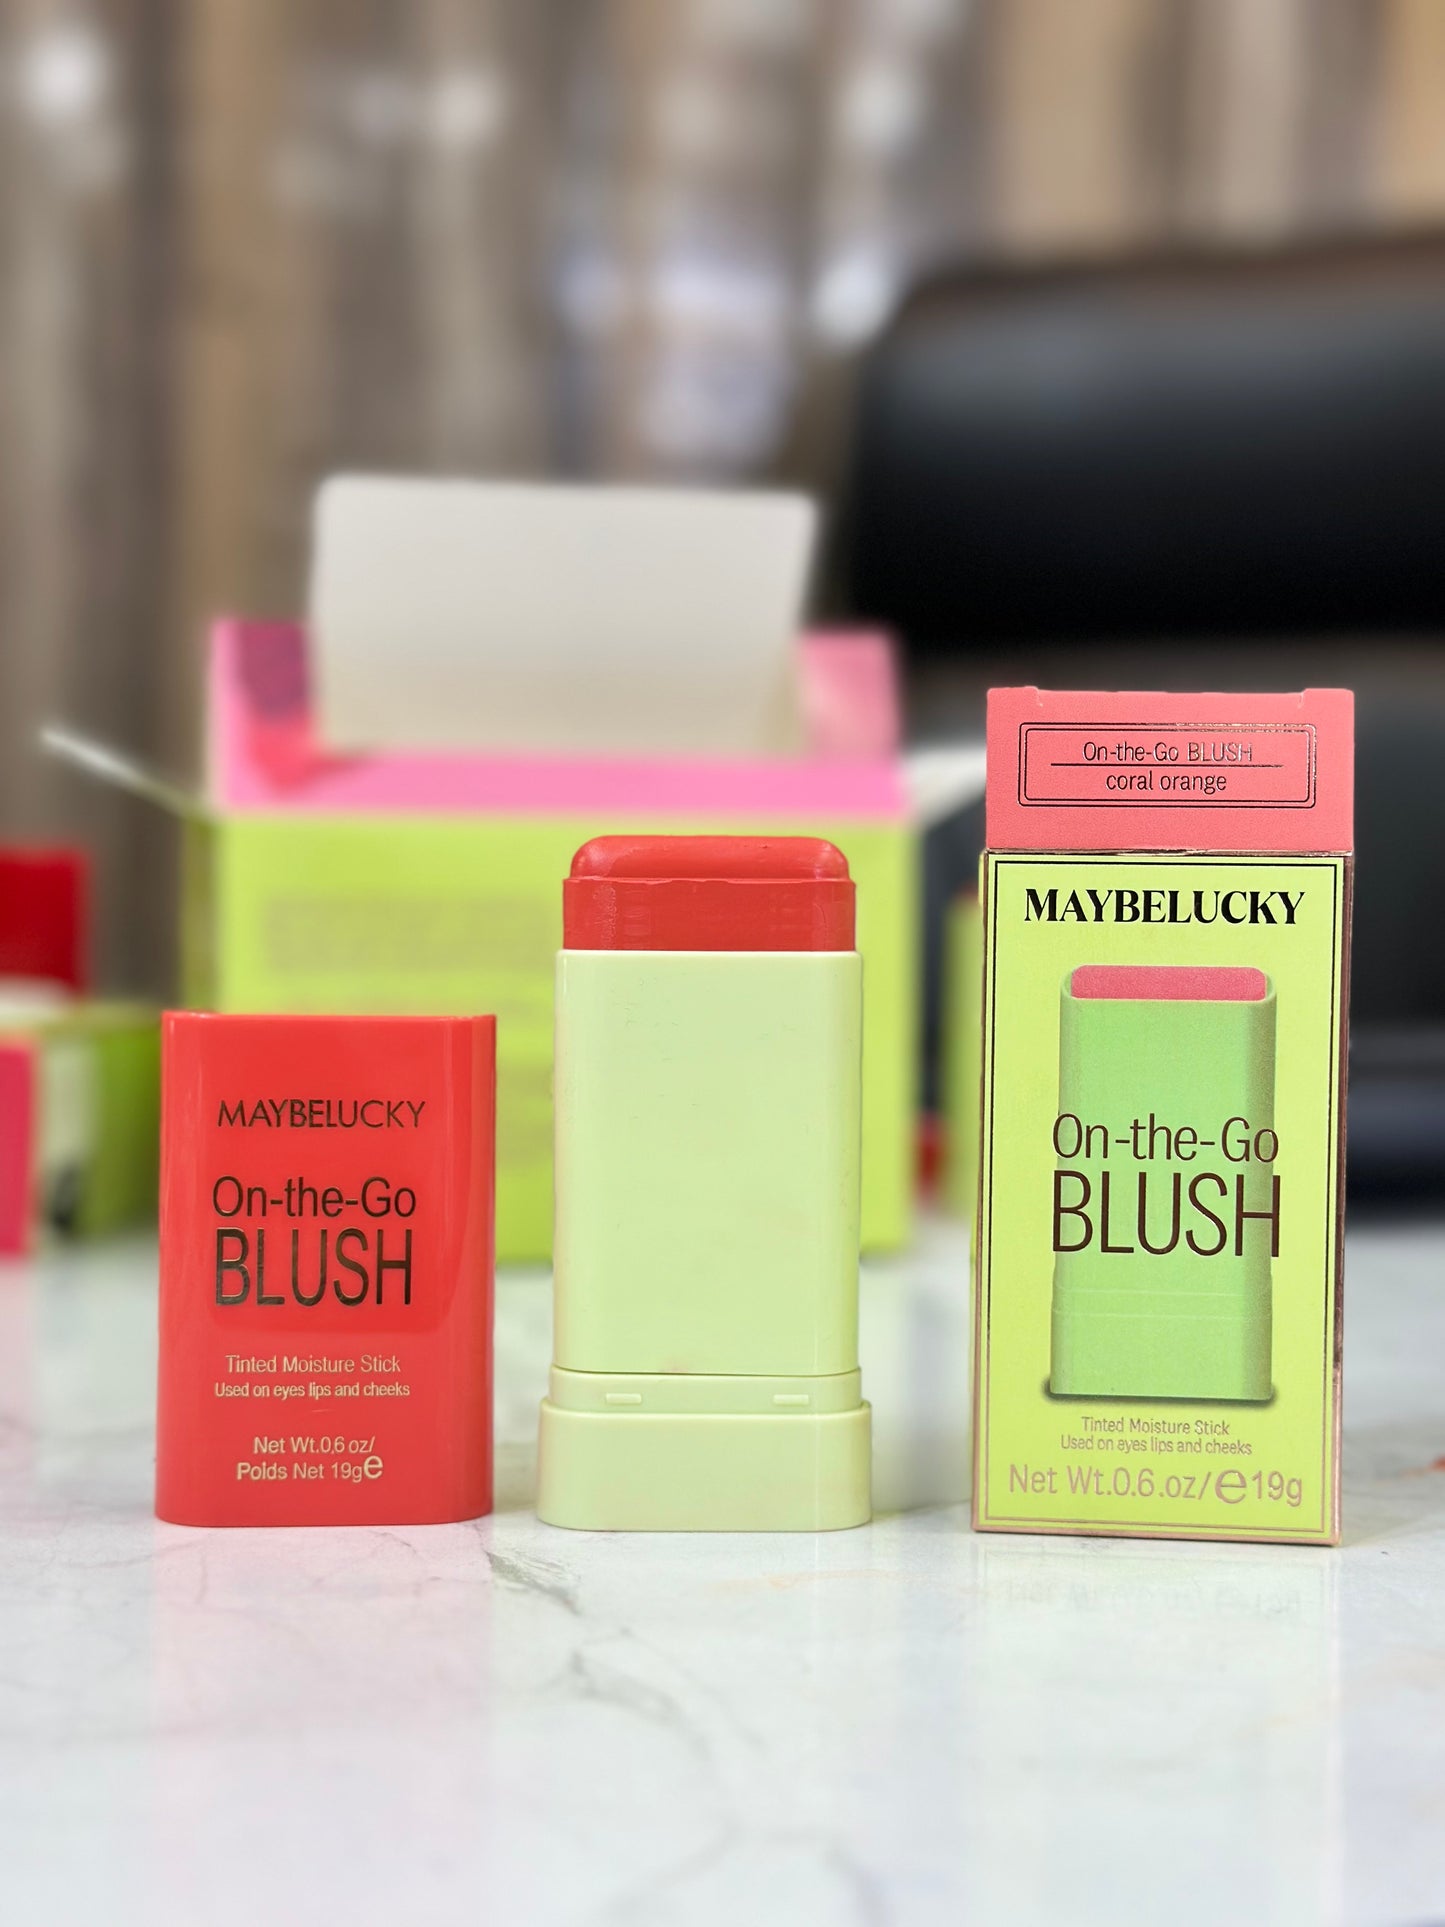 MAYBELUCKY
On-the-Go
BLUSH
Tinted Moisture Stick
Used on eyes lips and cheeks
Net Wt.0,6 oz/
Poids Net 19g℮
On-the-Go BLUSH
coral orange
MAYBELUCKY
On-the-Go
BLUSH
Tinted Moisture Stick
Used on eyes lips and cheeks
Net Wt.0.6.oz/℮19g